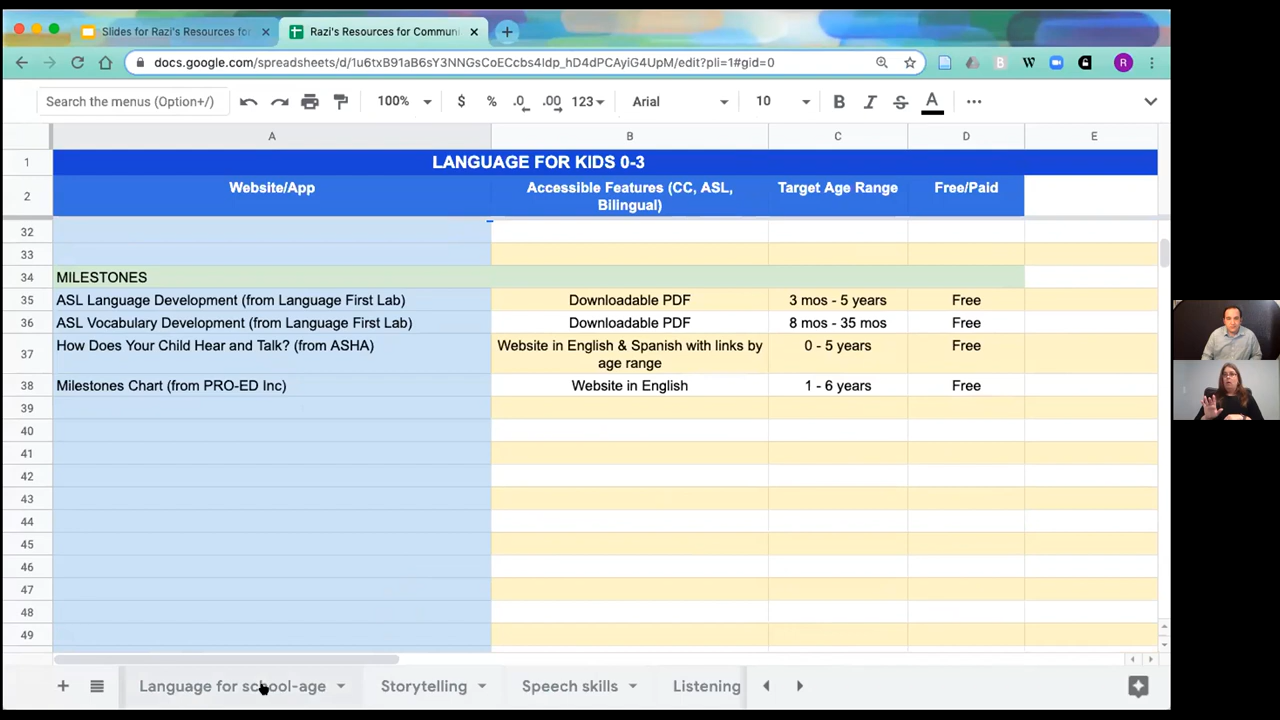 Slides for Razi's Resources for
Razi's Resources for Communi
docs.google.com/spreadsheets/d/1u6txB91aB6sY3NNGsCoECcbs4Idp_hD4dPCAyiG4UpM/edit?pli=1#gid=0
W
R
Search the menus (Option+/)
100%
$
%
.0
.00
123
Arial
10
B
I
S
A
A
B
C
D
E
1
LANGUAGE FOR KIDS 0-3
2
Website/App
Accessible Features (CC, ASL,
Bilingual)
Target Age Range
Free/Paid
32
33
34
MILESTONES
35
ASL Language Development (from Language First Lab)
Downloadable PDF
3 mos - 5 years
Free
36
ASL Vocabulary Development (from Language First Lab)
Downloadable PDF
8 mos - 35 mos
Free
37
How Does Your Child Hear and Talk? (from ASHA)
Website in English & Spanish with links by
age range
0 - 5 years
Free
38
Milestones Chart (from PRO-ED Inc)
Website in English
1 - 6 years
Free
39
40
41
42
43
44
45
46
47
48
49
Language for school-age
Storytelling
Speech skills
Listening